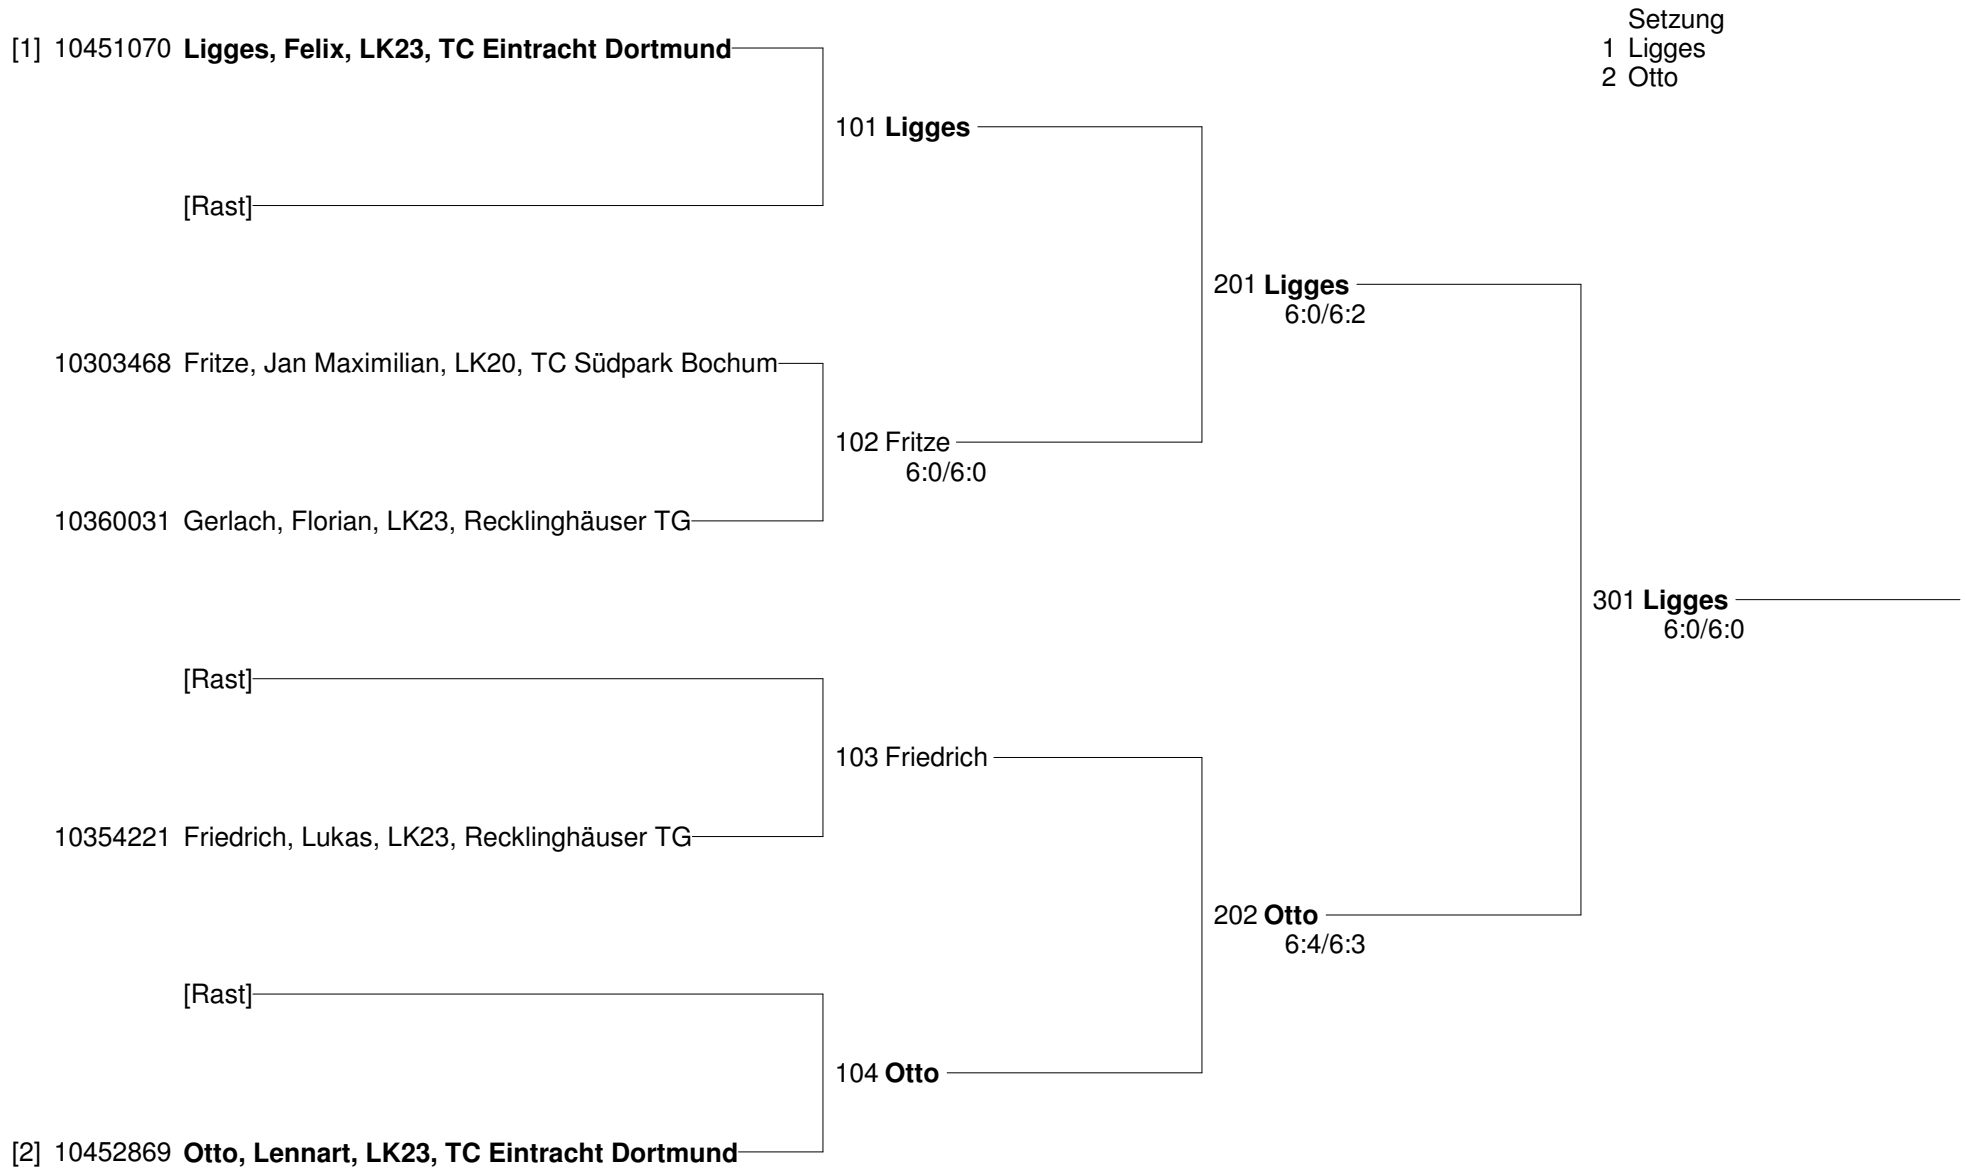 Setzung
1 Ligges
2 Otto
[1] 10451070 Ligges, Felix, LK23, TC Eintracht Dortmund
101 Ligges
[Rast]
201 Ligges
6:0/6:2
10303468 Fritze, Jan Maximilian, LK20, TC Südpark Bochum
102 Fritze
6:0/6:0
10360031 Gerlach, Florian, LK23, Recklinghäuser TG
301 Ligges
6:0/6:0
[Rast]
103 Friedrich
10354221 Friedrich, Lukas, LK23, Recklinghäuser TG
202 Otto
6:4/6:3
[Rast]
104 Otto
[2] 10452869 Otto, Lennart, LK23, TC Eintracht Dortmund